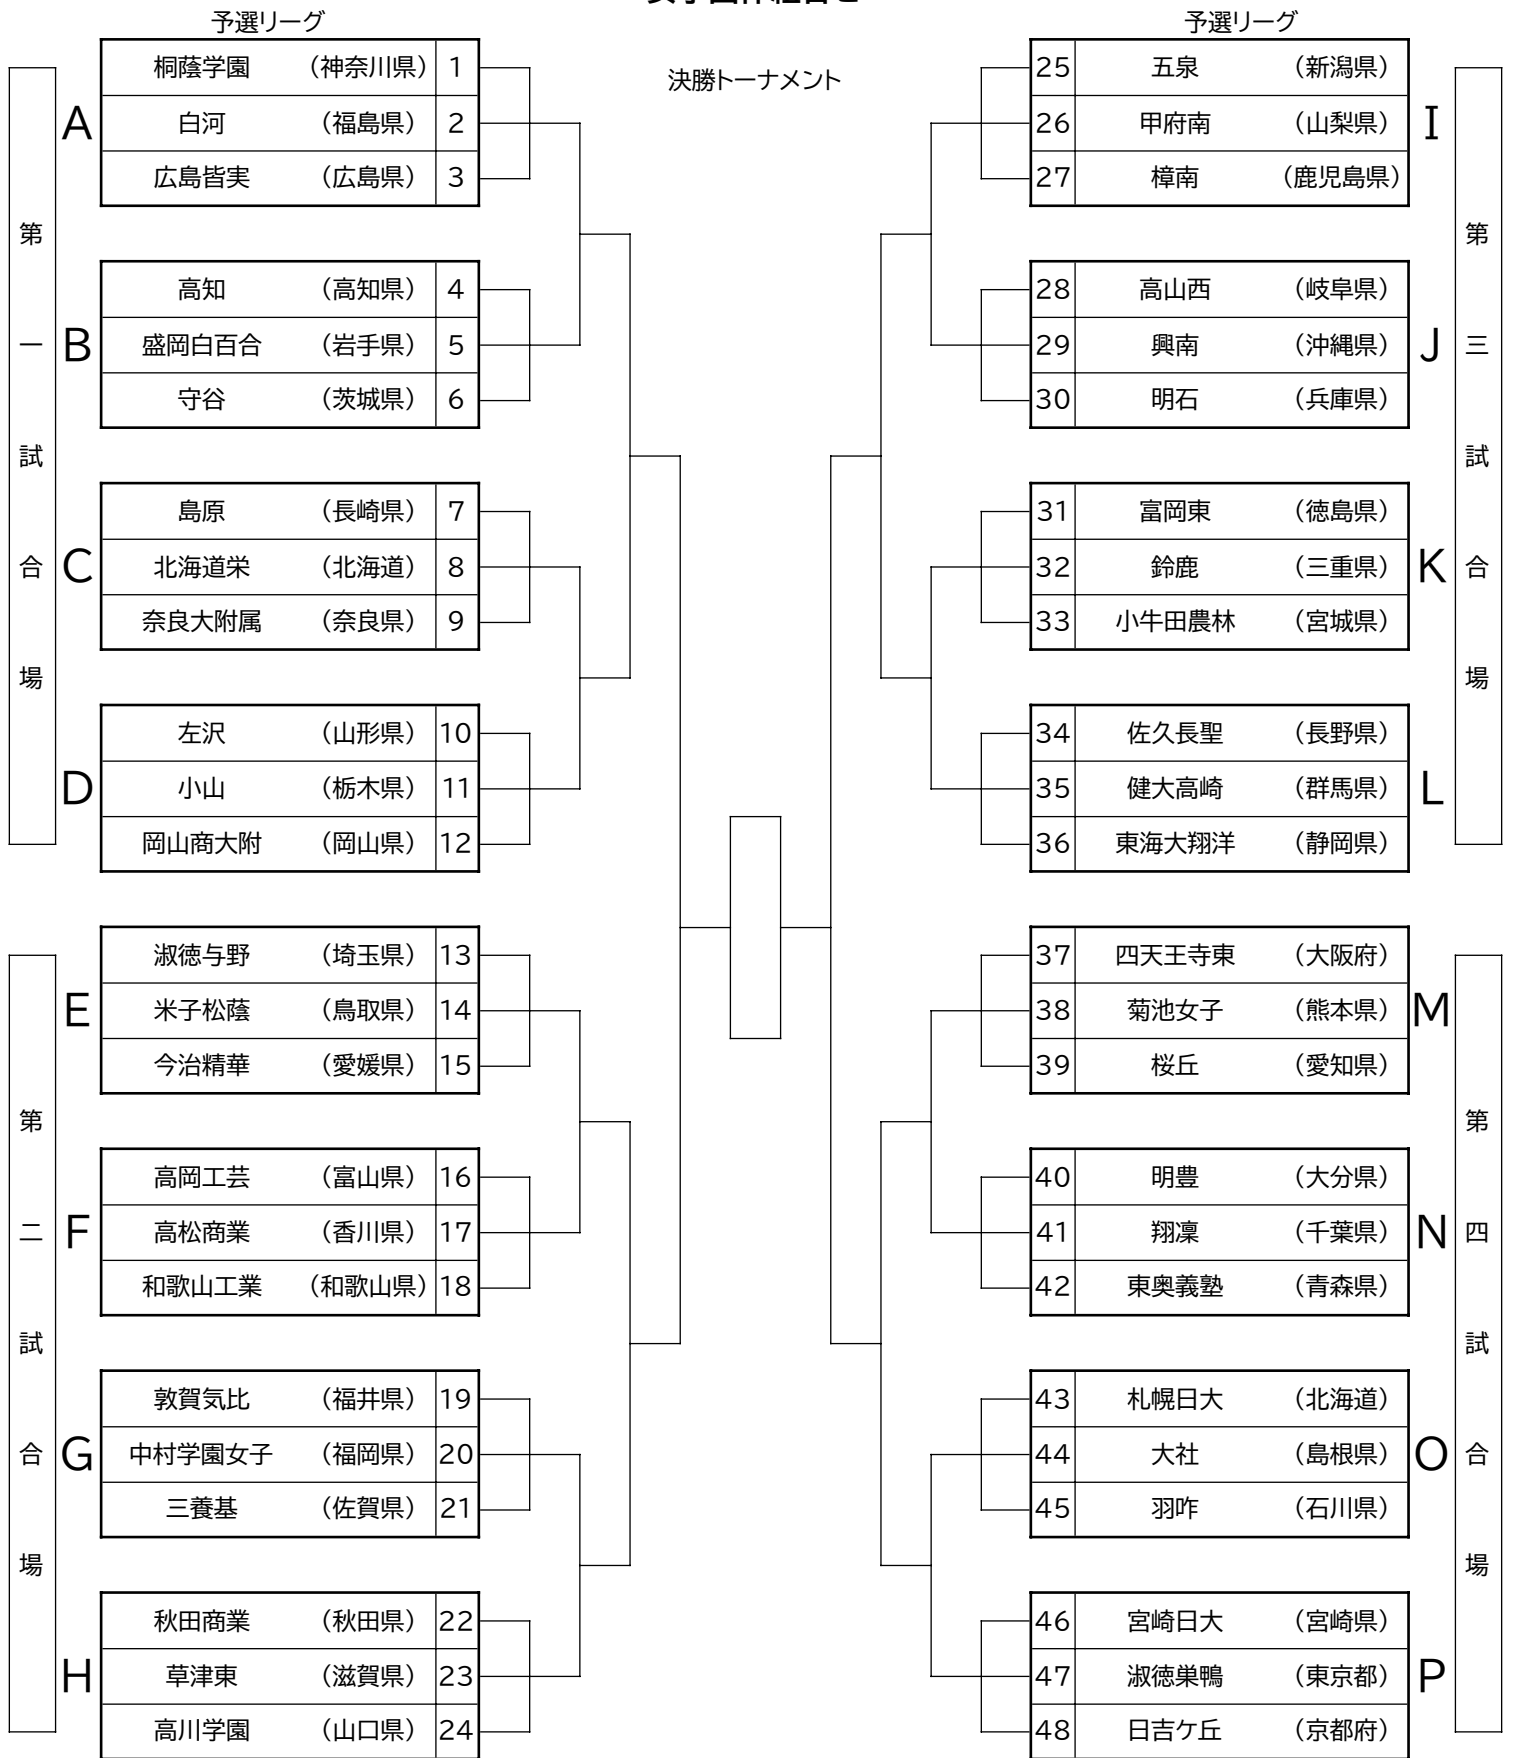 予選リーグ
予選リーグ
決勝トーナメント
第一試合場
A
桐蔭学園 (神奈川県) 1
白河 (福島県) 2
広島皆実 (広島県) 3
B
高知 (高知県) 4
盛岡白百合 (岩手県) 5
守谷 (茨城県) 6
C
島原 (長崎県) 7
北海道栄 (北海道) 8
奈良大附属 (奈良県) 9
D
左沢 (山形県) 10
小山 (栃木県) 11
岡山商大附 (岡山県) 12
第二試合場
E
淑徳与野 (埼玉県) 13
米子松蔭 (鳥取県) 14
今治精華 (愛媛県) 15
F
高岡工芸 (富山県) 16
高松商業 (香川県) 17
和歌山工業 (和歌山県) 18
G
敦賀気比 (福井県) 19
中村学園女子 (福岡県) 20
三養基 (佐賀県) 21
H
秋田商業 (秋田県) 22
草津東 (滋賀県) 23
高川学園 (山口県) 24
25 五泉 (新潟県)
26 甲府南 (山梨県)
27 樟南 (鹿児島県)
I
28 高山西 (岐阜県)
29 興南 (沖縄県)
30 明石 (兵庫県)
J
31 富岡東 (徳島県)
32 鈴鹿 (三重県)
33 小牛田農林 (宮城県)
K
34 佐久長聖 (長野県)
35 健大高崎 (群馬県)
36 東海大翔洋 (静岡県)
L
第三試合場
37 四天王寺東 (大阪府)
38 菊池女子 (熊本県)
39 桜丘 (愛知県)
M
40 明豊 (大分県)
41 翔凜 (千葉県)
42 東奥義塾 (青森県)
N
43 札幌日大 (北海道)
44 大社 (島根県)
45 羽咋 (石川県)
O
46 宮崎日大 (宮崎県)
47 淑徳巣鴨 (東京都)
48 日吉ケ丘 (京都府)
P
第四試合場